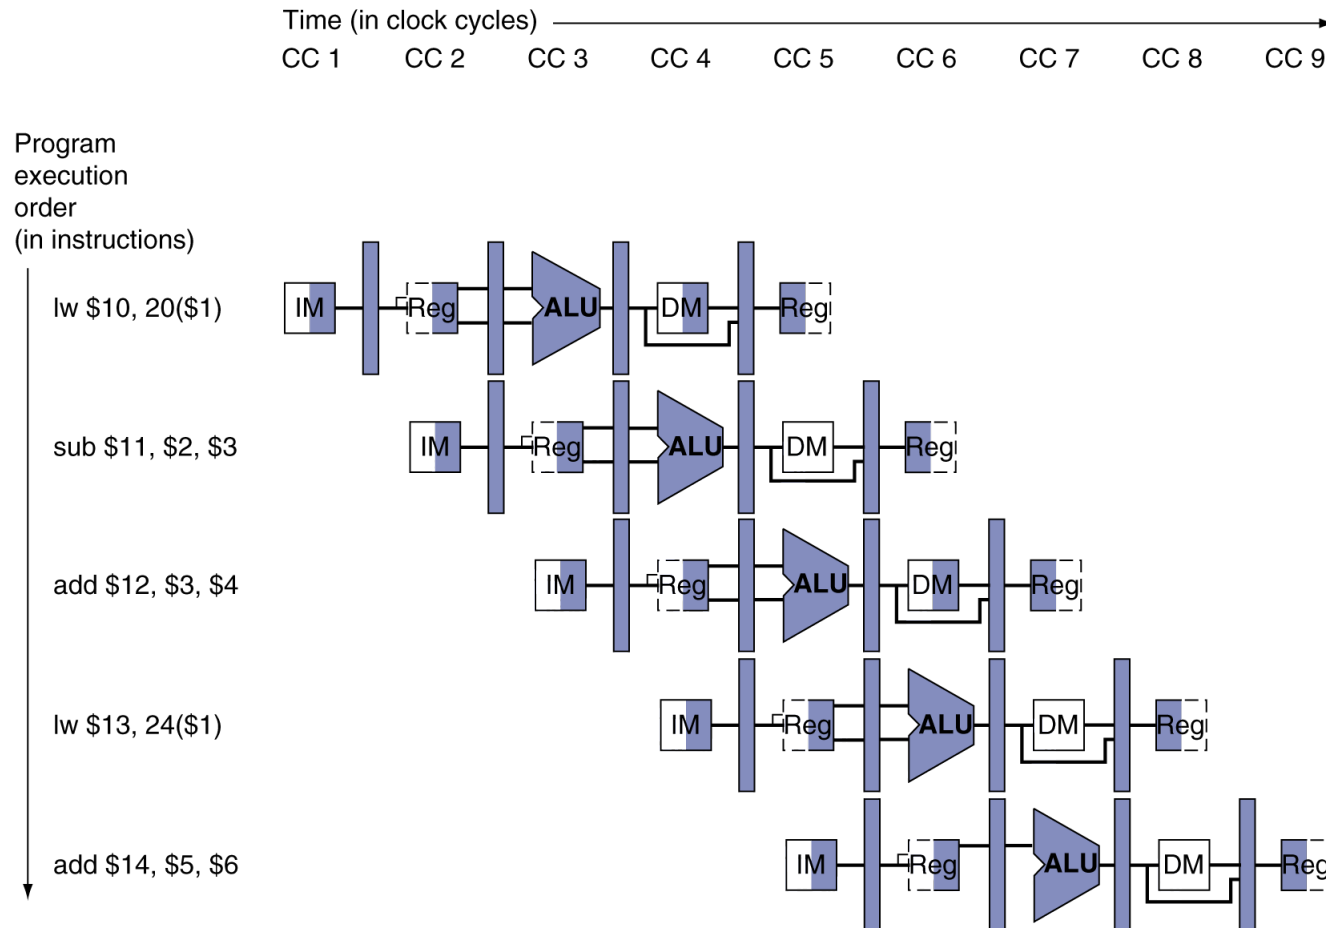 Time (in clock cycles)
CC 1 CC 2 CC 3 CC 4 CC 5 CC 6 CC 7 CC 8 CC 9
Program
execution
order
(in instructions)
lw $10, 20($1) IM Reg ALU DM Reg
sub $11, $2, $3 IM Reg ALU DM Reg
add $12, $3, $4 IM Reg ALU DM Reg
lw $13, 24($1) IM Reg ALU DM Reg
add $14, $5, $6 IM Reg ALU DM Reg